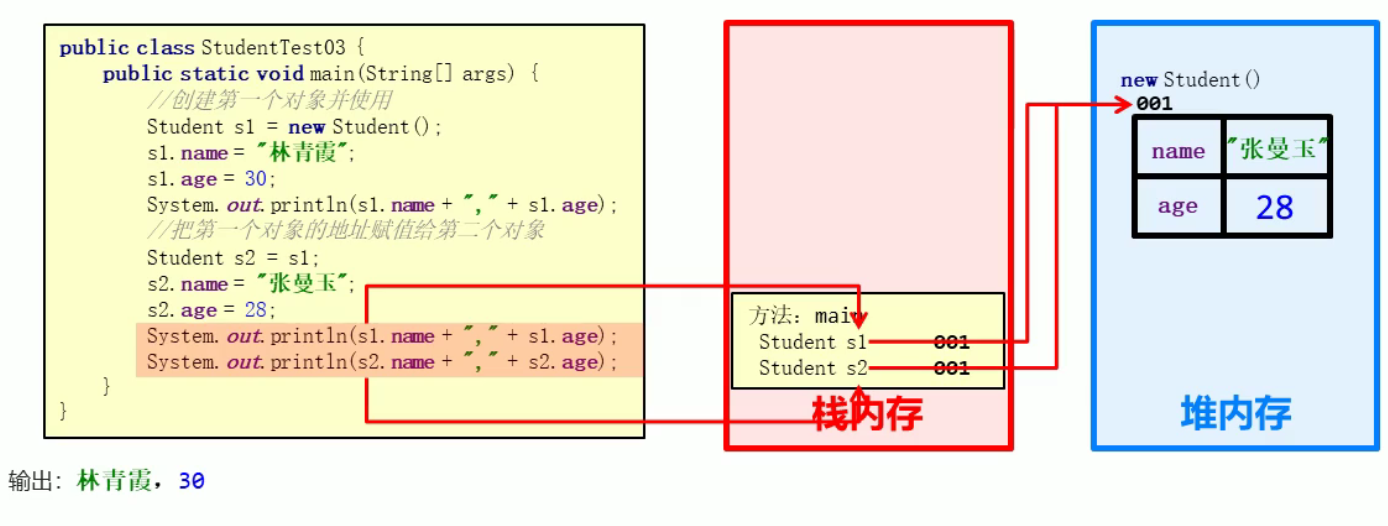 public class StudentTest03 {
public static void main(String[] args) {
//创建第一个对象并使用
Student s1 = new Student();
s1.name = "林青霞";
s1.age = 30;
System.out.println(s1.name + "," + s1.age);
//把第一个对象的地址赋值给第二个对象
Student s2 = s1;
s2.name = "张曼玉";
s2.age = 28;
System.out.println(s1.name + "," + s1.age);
System.out.println(s2.name + "," + s2.age);
}
}
方法：main
Student s1 001
Student s2 001
栈内存
new Student()
001
name "张曼玉"
age 28
堆内存
输出：林青霞，30